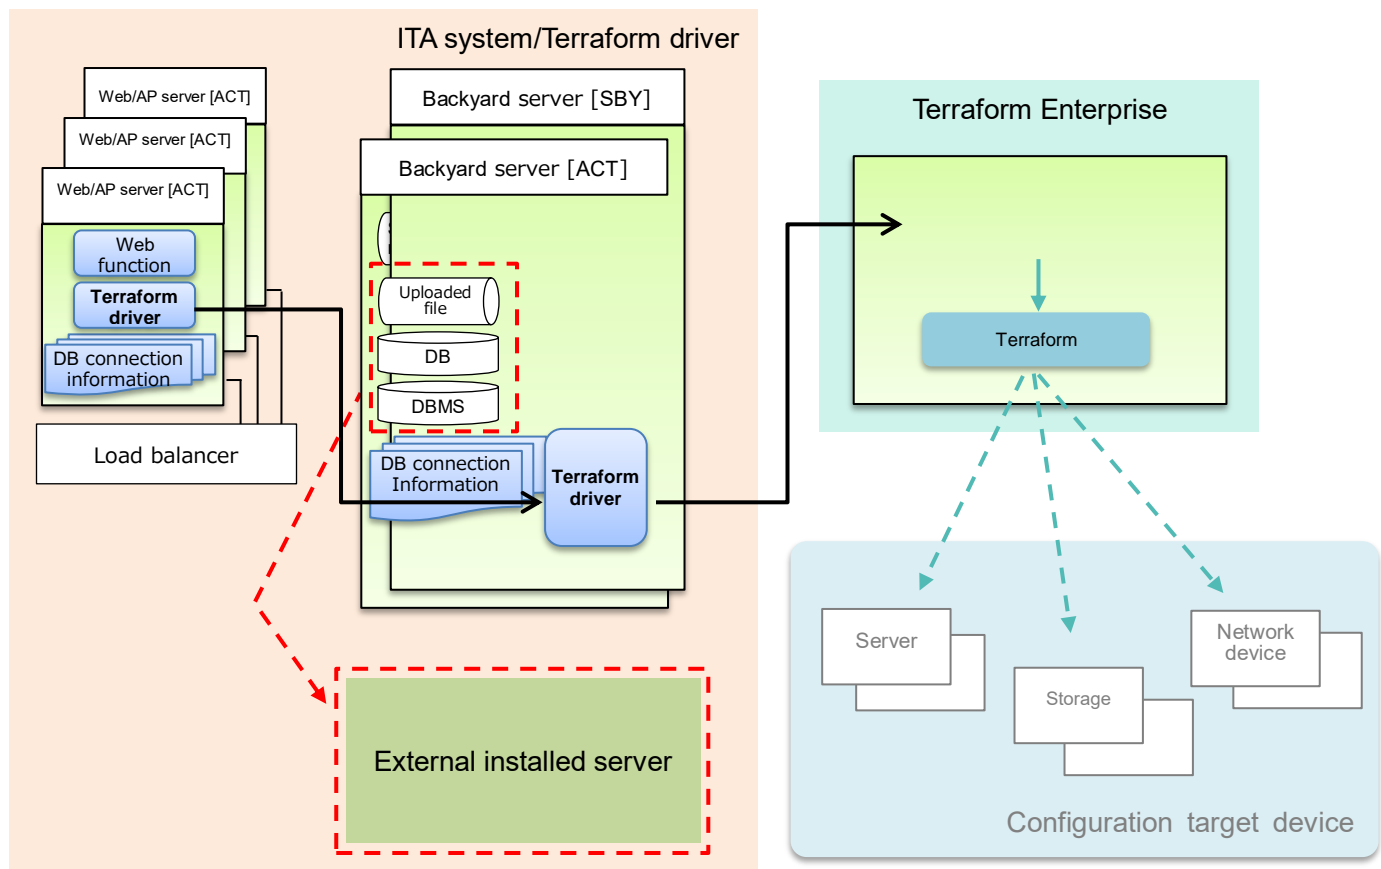 ITA system/Terraform driver
Web/AP server [ACT]
Web/AP server [ACT]
Web/AP server [ACT]
Web
function
Terraform
driver
DB connection
information
Load balancer
Backyard server [SBY]
Backyard server [ACT]
Uploaded
file
DB
DBMS
DB connection
Information
Terraform
driver
External installed server
Terraform Enterprise
Terraform
Server
Storage
Network
device
Configuration target device